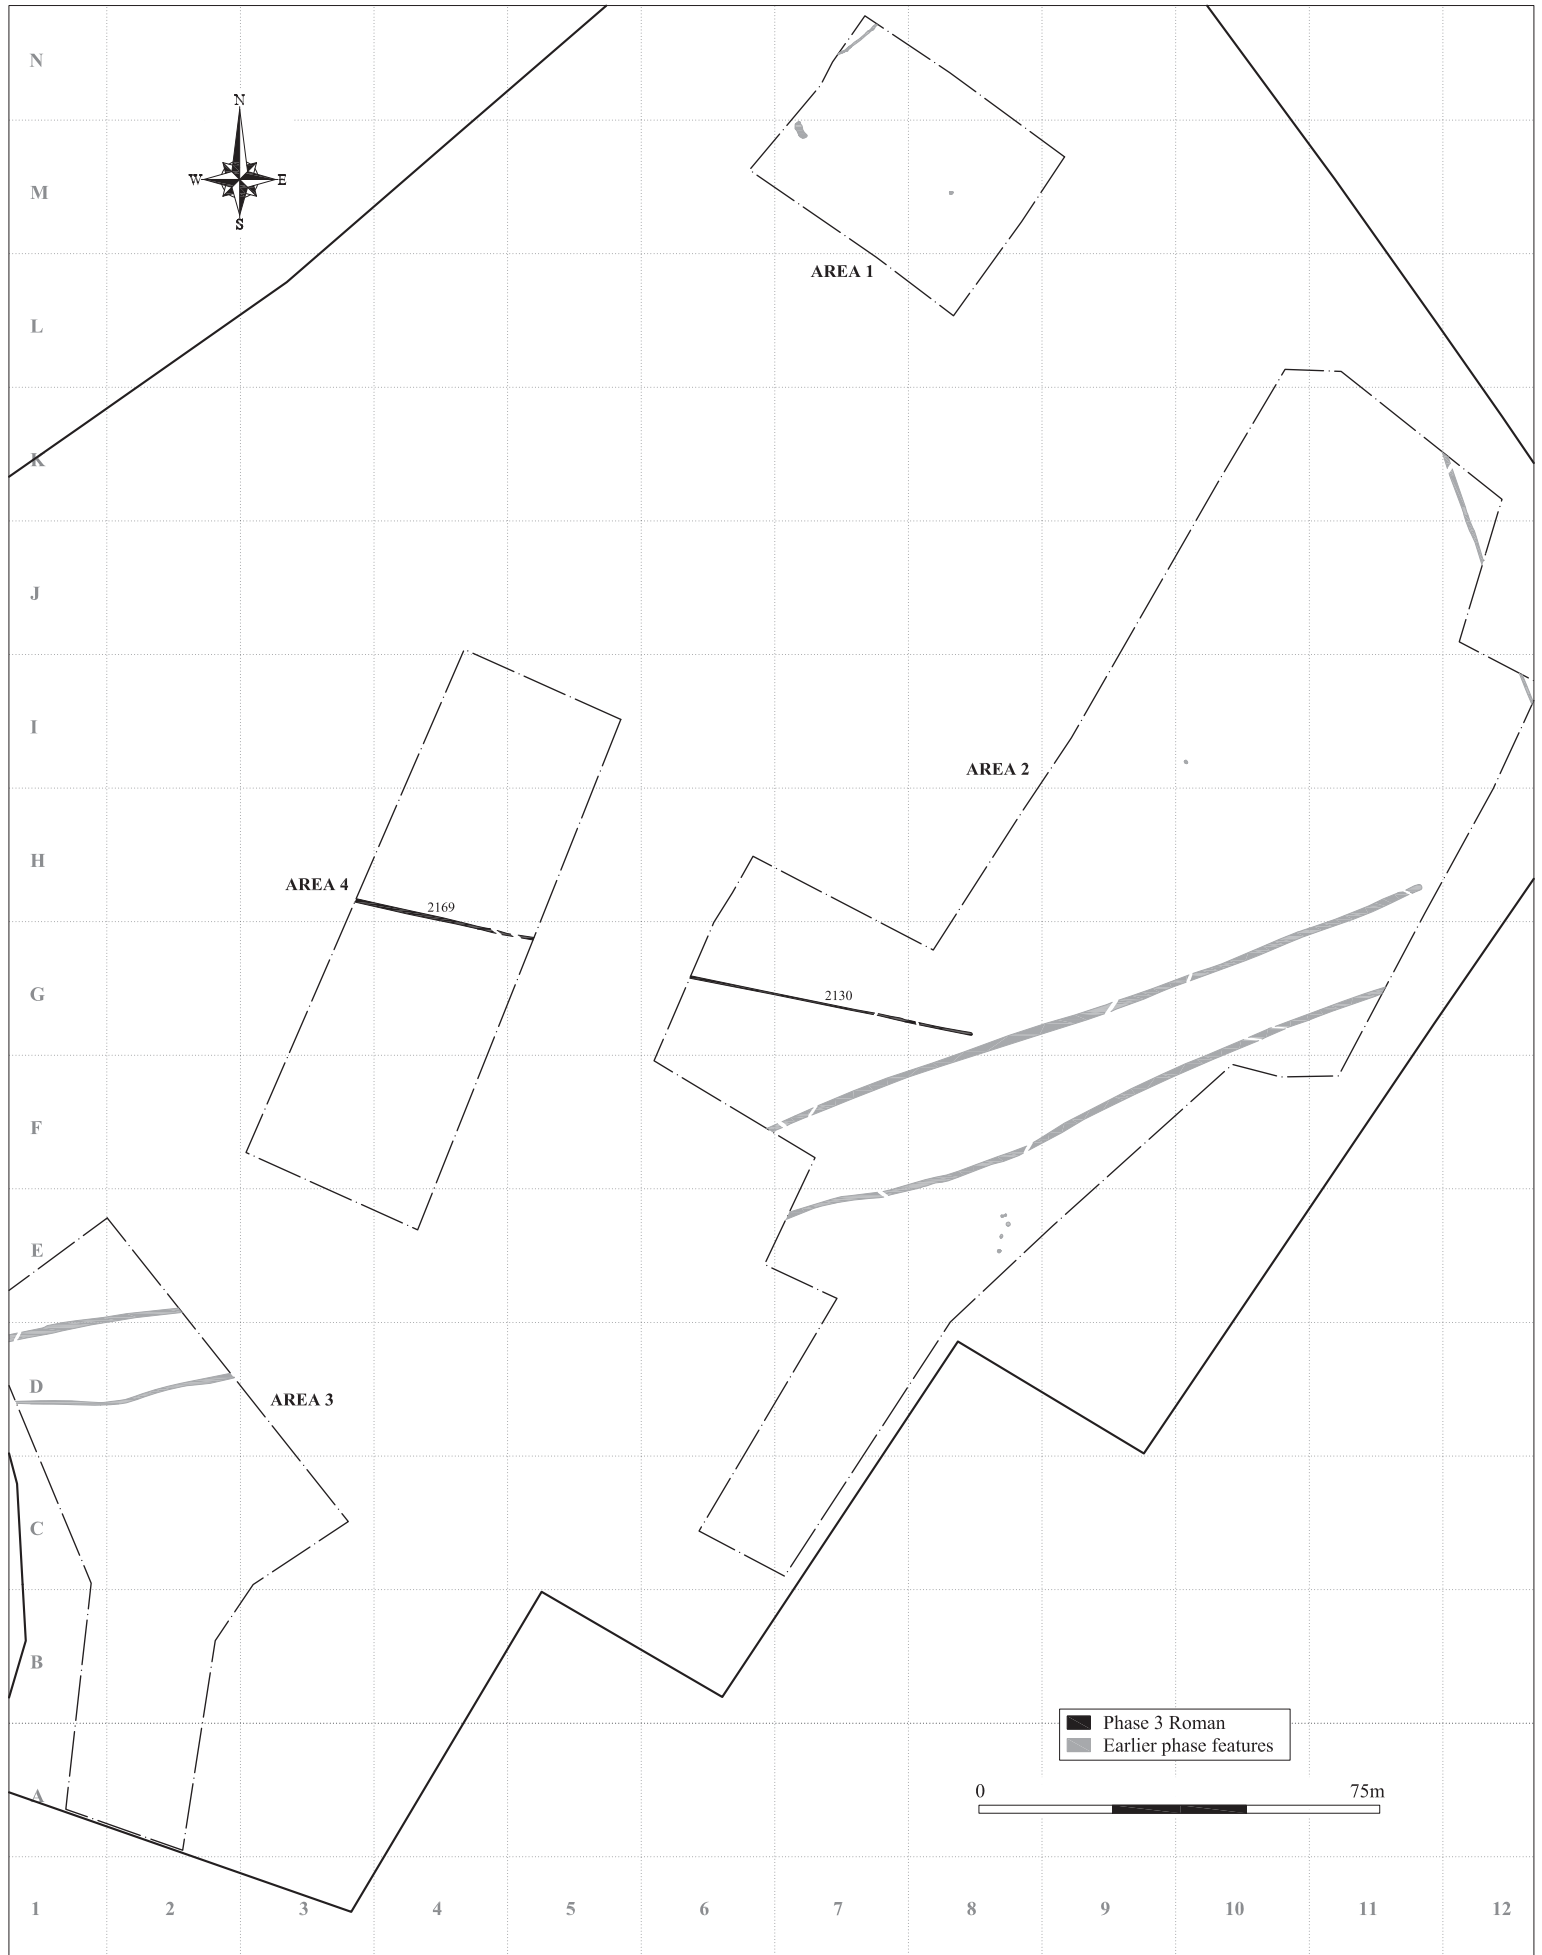 N
N
M
W E
S
AREA 1
L
K
J
I
AREA 2
H
AREA 4
2169
G
2130
F
E
D
AREA 3
C
B
Phase 3 Roman
Earlier phase features
A
0 75m
1 2 3 4 5 6 7 8 9 10 11 12